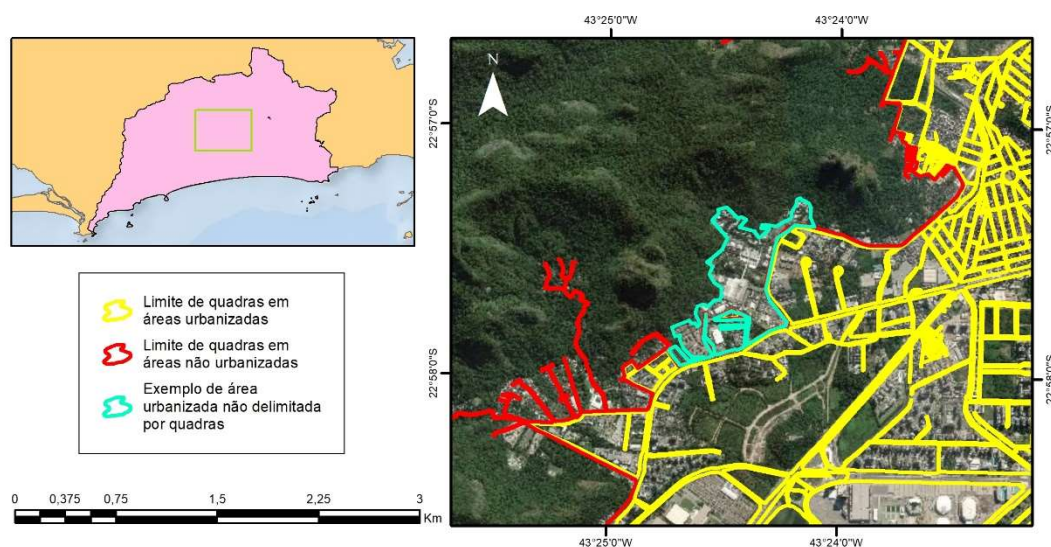 43°25'0"W
43°24'0"W
N
22°57'0"S
22°57'0"S
Limite de quadras em
áreas urbanizadas
Limite de quadras em
áreas não urbanizadas
Exemplo de área
urbanizada não delimitada
por quadras
22°58'0"S
22°58'0"S
0 0,375 0,75 1,5 2,25 3
Km
43°25'0"W
43°24'0"W